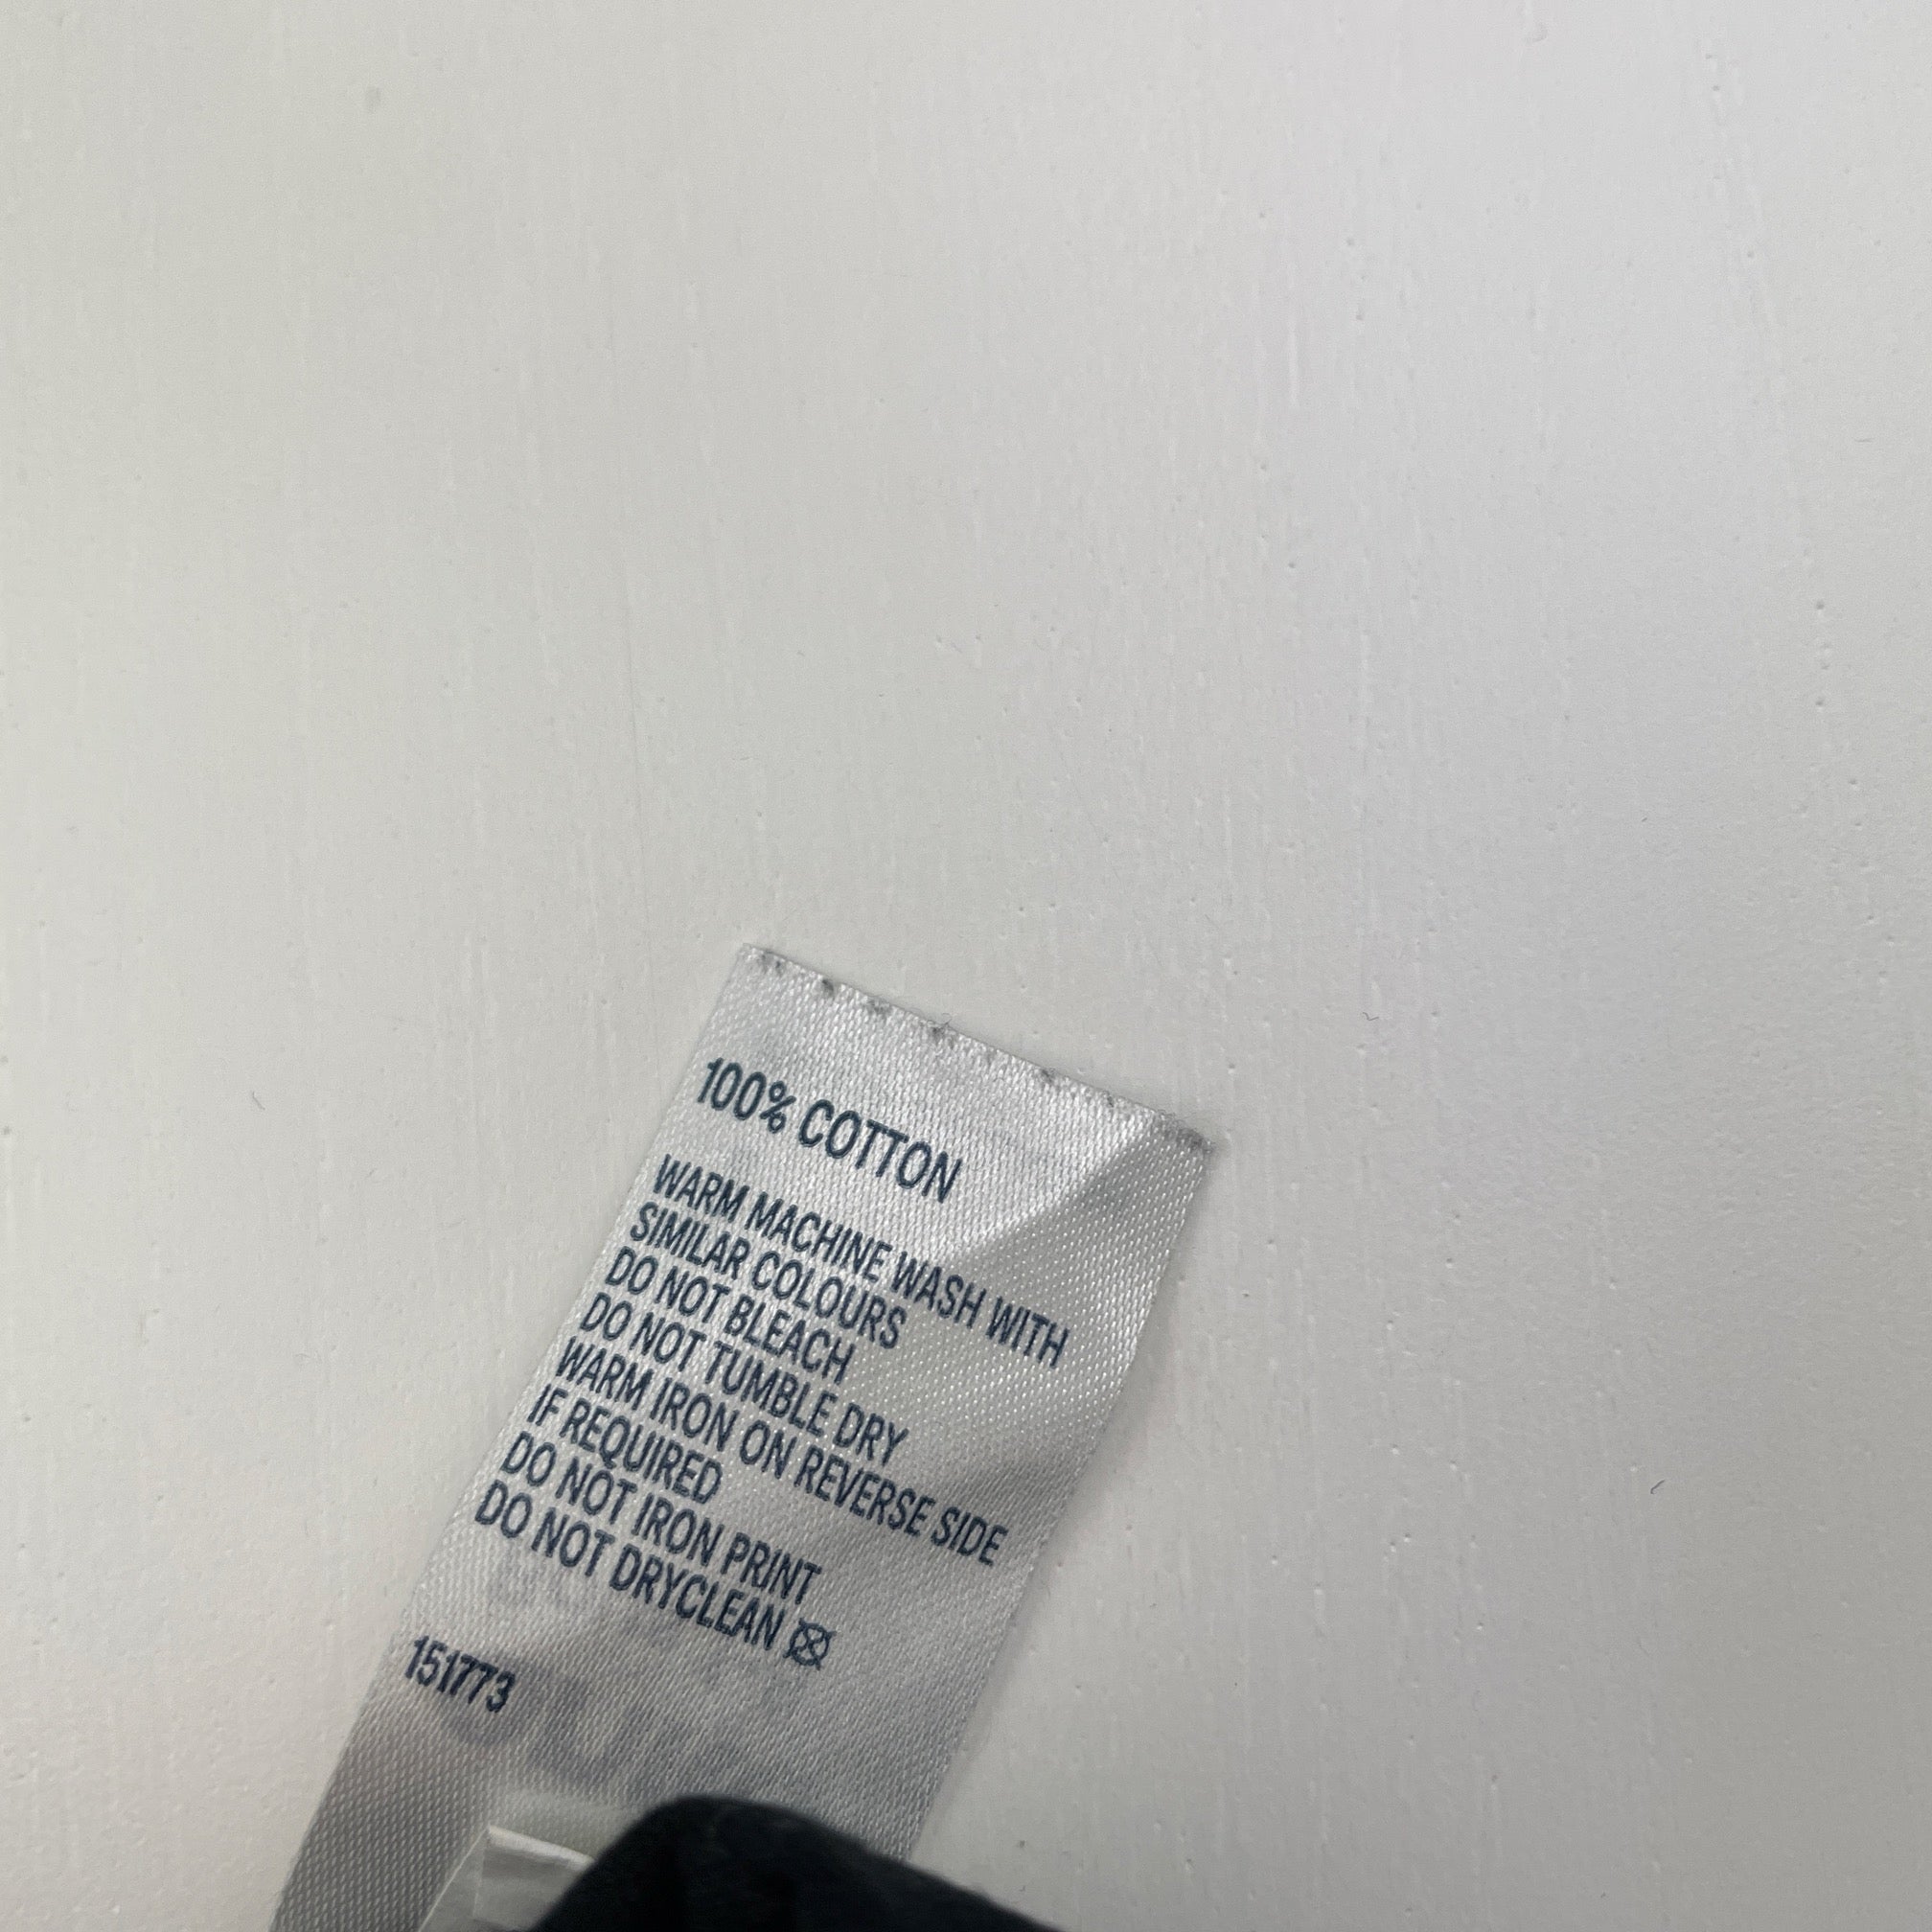 100% COTTON
WARM MACHINE WASH WITH
SIMILAR COLOURS
DO NOT BLEACH
DO NOT TUMBLE DRY
WARM IRON ON REVERSE SIDE
IF REQUIRED
DO NOT IRON PRINT
DO NOT DRYCLEAN
151773